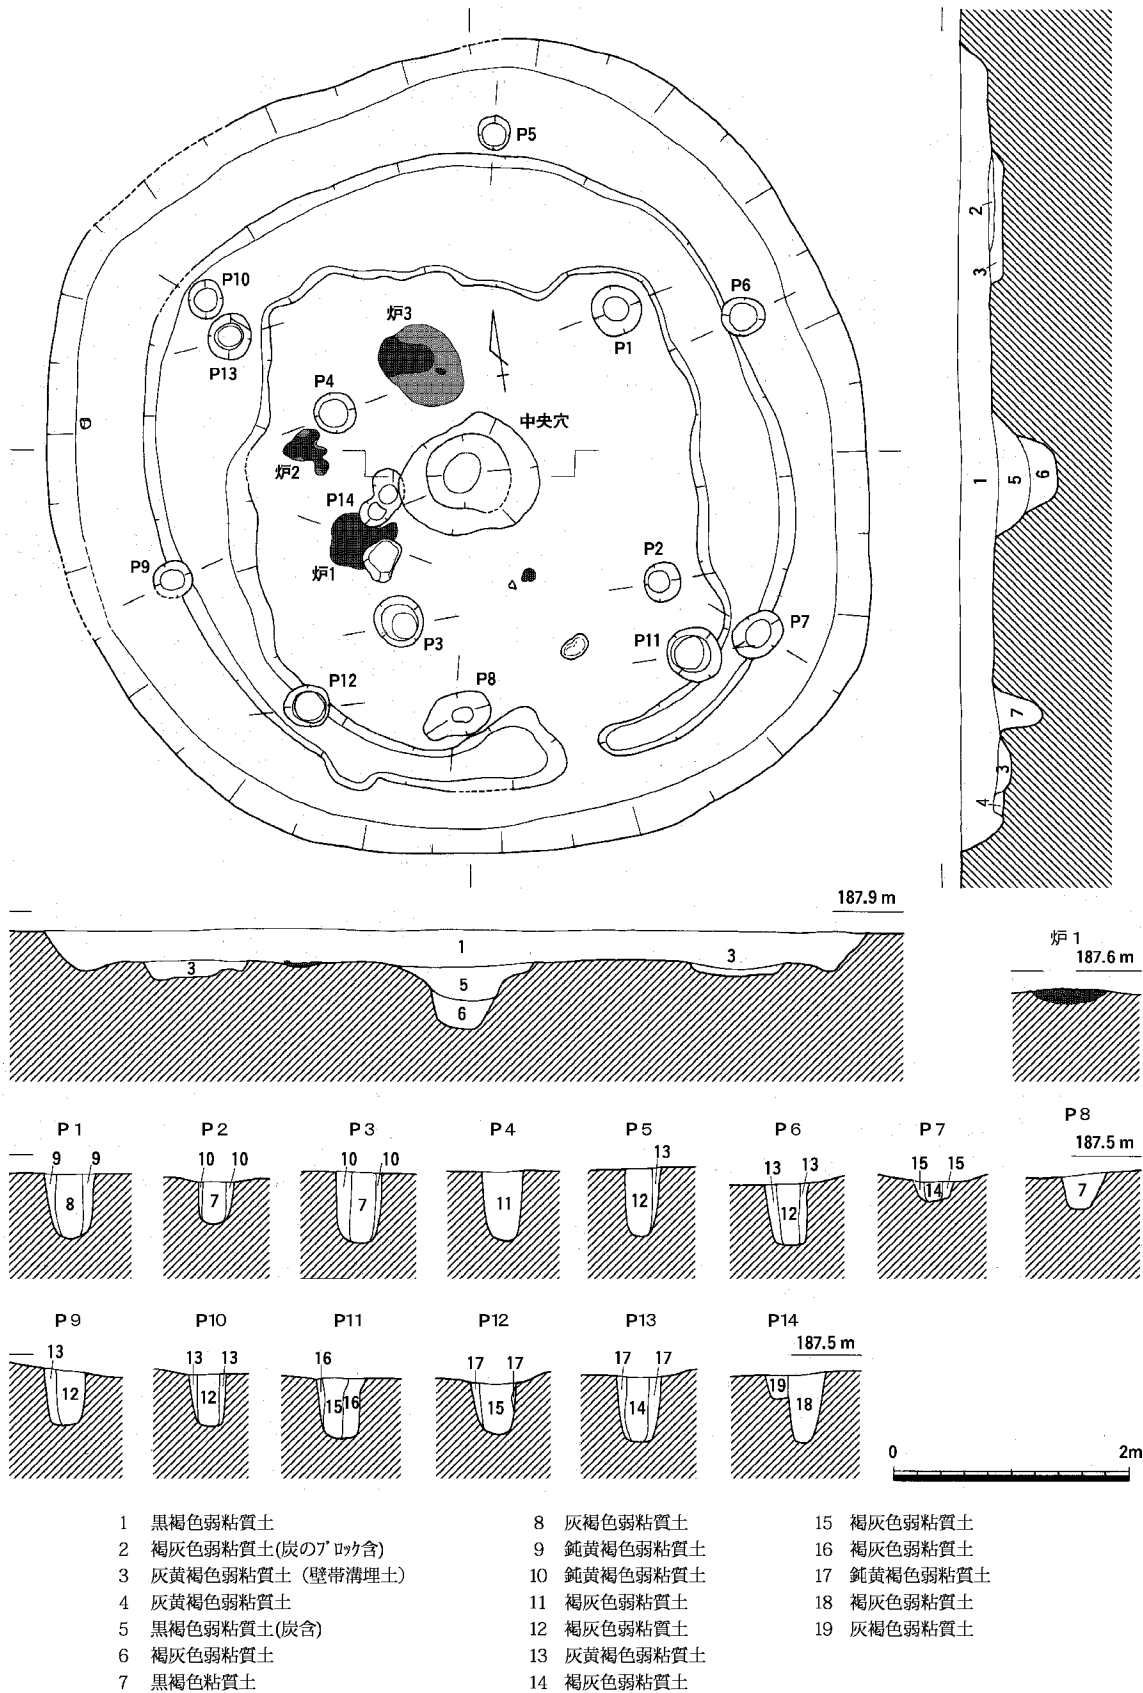 P5
P10
P6
炉3
P13
P1
P4
中央穴
炉2
P14
P9
炉1
P2
P3
P7
P11
P12
P8
2
3
1
5
6
7
3
4
187.9 m
1
3
3
5
6
炉1
187.6 m
P1
P2
P3
P4
P5
P6
P7
P8
187.5 m
9
9
8
10
10
7
10
10
7
11
13
12
13
13
12
15
15
14
7
P9
P10
P11
P12
P13
P14
187.5 m
13
12
13
13
12
16
15
16
17
17
15
17
17
14
19
18
0
2m
1 黒褐色弱粘質土
2 褐灰色弱粘質土(炭のブロック含)
3 灰黄褐色弱粘質土（壁帯溝埋土）
4 灰黄褐色弱粘質土
5 黒褐色弱粘質土(炭含)
6 褐灰色弱粘質土
7 黒褐色粘質土
8 灰褐色弱粘質土
9 鈍黄褐色弱粘質土
10 鈍黄褐色弱粘質土
11 褐灰色弱粘質土
12 褐灰色弱粘質土
13 灰黄褐色弱粘質土
14 褐灰色弱粘質土
15 褐灰色弱粘質土
16 褐灰色弱粘質土
17 鈍黄褐色弱粘質土
18 褐灰色弱粘質土
19 灰褐色弱粘質土